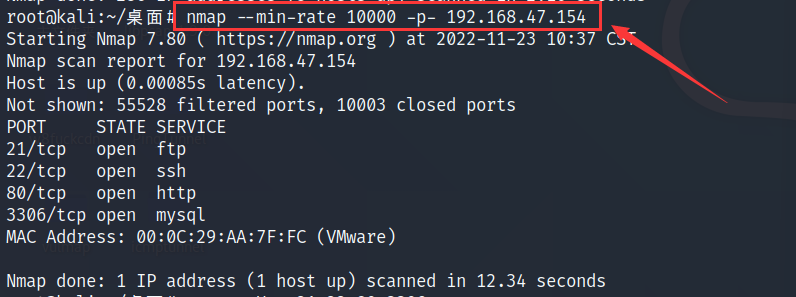 root@kali:~/桌面# nmap --min-rate 10000 -p- 192.168.47.154
Starting Nmap 7.80 ( https://nmap.org ) at 2022-11-23 10:37 CST
Nmap scan report for 192.168.47.154
Host is up (0.00085s latency).
Not shown: 55528 filtered ports, 10003 closed ports
PORT     STATE SERVICE
21/tcp   open  ftp
22/tcp   open  ssh
80/tcp   open  http
3306/tcp open  mysql
MAC Address: 00:0C:29:AA:7F:FC (VMware)
Nmap done: 1 IP address (1 host up) scanned in 12.34 seconds